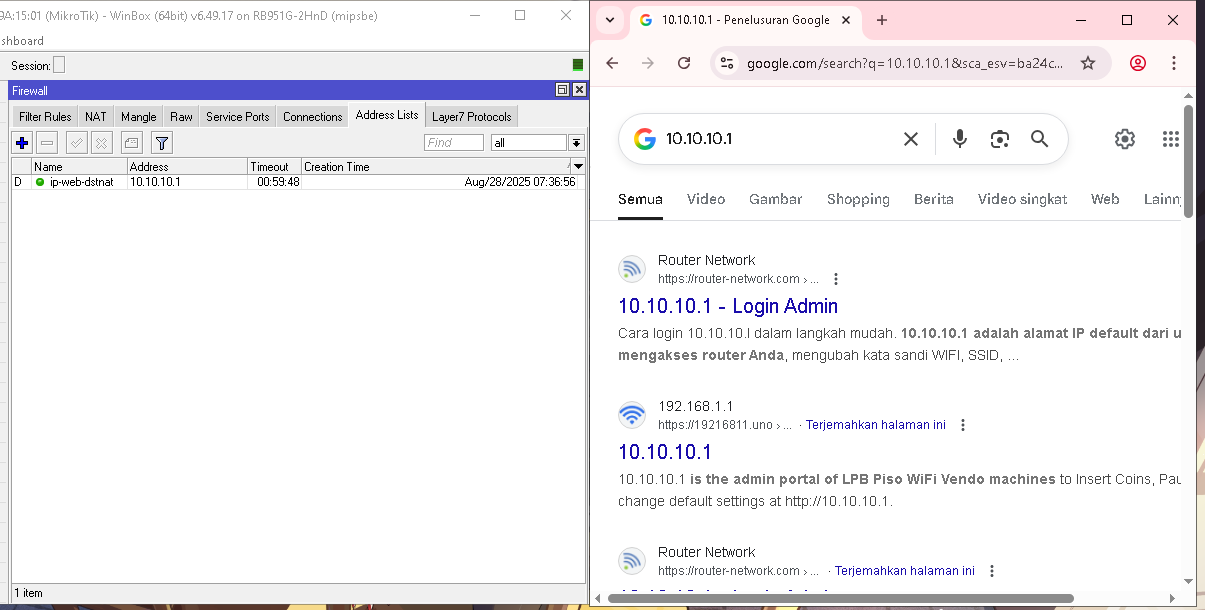 9A:15:01 (MikroTik) - WinBox (64bit) v6.49.17 on RB951G-2HnD (mipsbe)
shboard
Session:
Firewall
Filter Rules NAT Mangle Raw Service Ports Connections Address Lists Layer7 Protocols
Find all
Name Address Timeout Creation Time
D ip-web-dstnat 10.10.10.1 00:59:48 Aug/28/2025 07:36:56
1 item
10.10.10.1 - Penelusuran Google
google.com/search?q=10.10.10.1&sca_esv=ba24c...
10.10.10.1
Semua Video Gambar Shopping Berita Video singkat Web Lainn
Router Network
https://router-network.com › ...
10.10.10.1 - Login Admin
Cara login 10.10.10.l dalam langkah mudah. 10.10.10.1 adalah alamat IP default dari u
mengakses router Anda, mengubah kata sandi WIFI, SSID, ...
192.168.1.1
https://19216811.uno › ... · Terjemahkan halaman ini
10.10.10.1
10.10.10.1 is the admin portal of LPB Piso WiFi Vendo machines to Insert Coins, Pau
change default settings at http://10.10.10.1.
Router Network
https://router-network.com › ... · Terjemahkan halaman ini